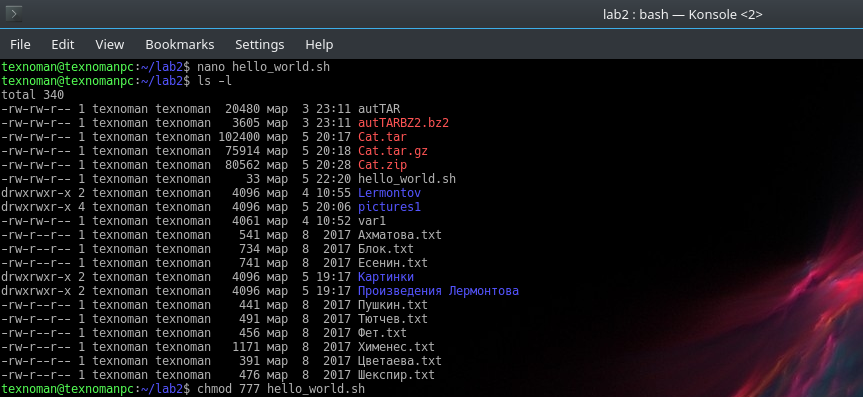 lab2 : bash — Konsole <2>
File Edit View Bookmarks Settings Help
texnoman@texnomanpc:~/lab2$ nano hello_world.sh
texnoman@texnomanpc:~/lab2$ ls -l
total 340
-rw-rw-r-- 1 texnoman texnoman  20480 мар  3 23:11 autTAR
-rw-rw-r-- 1 texnoman texnoman   3605 мар  3 23:11 autTARBZ2.bz2
-rw-rw-r-- 1 texnoman texnoman 102400 мар  5 20:17 Cat.tar
-rw-rw-r-- 1 texnoman texnoman  75914 мар  5 20:18 Cat.tar.gz
-rw-rw-r-- 1 texnoman texnoman  80562 мар  5 20:28 Cat.zip
-rw-rw-r-- 1 texnoman texnoman     33 мар  5 22:20 hello_world.sh
drwxrwxr-x 2 texnoman texnoman   4096 мар  4 10:55 Lermontov
drwxrwxr-x 4 texnoman texnoman   4096 мар  5 20:06 pictures1
-rw-rw-r-- 1 texnoman texnoman   4061 мар  4 10:52 var1
-rw-r--r-- 1 texnoman texnoman    541 мар  8  2017 Ахматова.txt
-rw-r--r-- 1 texnoman texnoman    734 мар  8  2017 Блок.txt
-rw-r--r-- 1 texnoman texnoman    741 мар  8  2017 Есенин.txt
drwxrwxr-x 2 texnoman texnoman   4096 мар  5 19:17 Картинки
drwxrwxr-x 2 texnoman texnoman   4096 мар  5 19:17 Произведения Лермонтова
-rw-r--r-- 1 texnoman texnoman    441 мар  8  2017 Пушкин.txt
-rw-r--r-- 1 texnoman texnoman    491 мар  8  2017 Тютчев.txt
-rw-r--r-- 1 texnoman texnoman    456 мар  8  2017 Фет.txt
-rw-r--r-- 1 texnoman texnoman   1171 мар  8  2017 Хименес.txt
-rw-r--r-- 1 texnoman texnoman    391 мар  8  2017 Цветаева.txt
-rw-r--r-- 1 texnoman texnoman    476 мар  8  2017 Шекспир.txt
texnoman@texnomanpc:~/lab2$ chmod 777 hello_world.sh